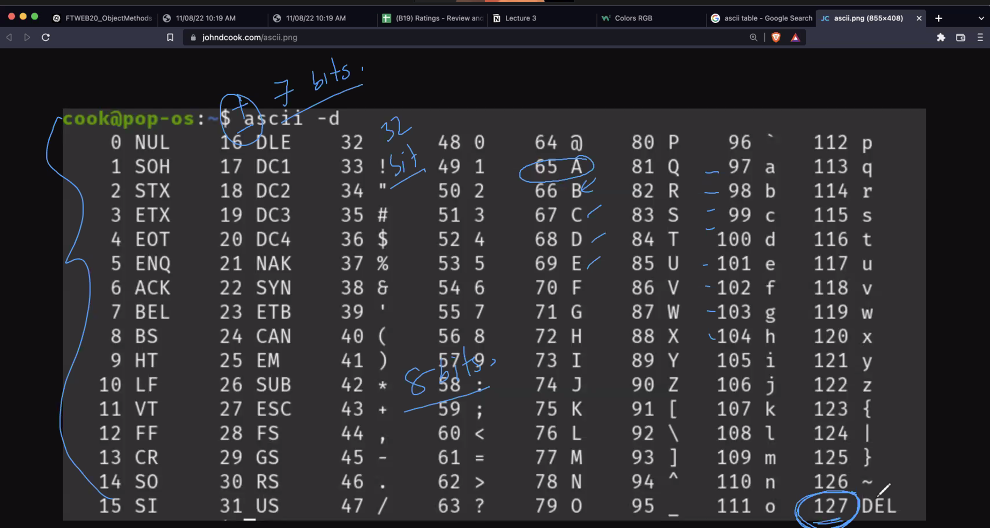 FTWEB20_ObjectMethods 11/08/22 10:19 AM 11/08/22 10:19 AM (B19) Ratings - Review and Lecture 3 Colors RGB ascii table - Google Search JC ascii.png (855×408)
johndcook.com/ascii.png
7 bits.
cook@pop-os:~$ ascii -d
32
bit
0 NUL 16 DLE 32 48 0 64 @ 80 P 96 ` 112 p
1 SOH 17 DC1 33 ! 49 1 65 A 81 Q 97 a 113 q
2 STX 18 DC2 34 " 50 2 66 B 82 R 98 b 114 r
3 ETX 19 DC3 35 # 51 3 67 C 83 S 99 c 115 s
4 EOT 20 DC4 36 $ 52 4 68 D 84 T 100 d 116 t
5 ENQ 21 NAK 37 % 53 5 69 E 85 U 101 e 117 u
6 ACK 22 SYN 38 & 54 6 70 F 86 V 102 f 118 v
7 BEL 23 ETB 39 ' 55 7 71 G 87 W 103 g 119 w
8 BS 24 CAN 40 ( 56 8 72 H 88 X 104 h 120 x
9 HT 25 EM 41 ) 57 9 73 I 89 Y 105 i 121 y
8 bits.
10 LF 26 SUB 42 * 58 : 74 J 90 Z 106 j 122 z
11 VT 27 ESC 43 + 59 ; 75 K 91 [ 107 k 123 {
12 FF 28 FS 44 , 60 < 76 L 92 \ 108 l 124 |
13 CR 29 GS 45 - 61 = 77 M 93 ] 109 m 125 }
14 SO 30 RS 46 . 62 > 78 N 94 ^ 110 n 126 ~
15 SI 31 US 47 / 63 ? 79 O 95 _ 111 o 127 DEL